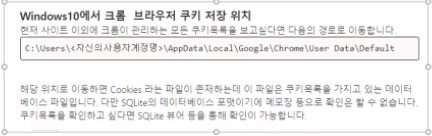 Windows10에서 크롬 브라우저 쿠키 저장 위치
현재 사이트 이외에 크롬이 관리하는 모든 쿠키목록을 보고싶다면 다음의 경로로 이동합니다.
C:\Users\<자신의사용자계정명>\AppData\Local\Google\Chrome\User Data\Default
해당 위치로 이동하면 Cookies 라는 파일이 존재하는데 이 파일은 쿠키목록을 가지고 있는 데이터
베이스 파일입니다. 다만 SQLite의 데이터베이스 포맷이기에 메모장 등으로 확인은 할 수 없습니다.
쿠키목록을 확인하고 싶다면 SQLite 뷰어 등을 통해 확인이 가능합니다.